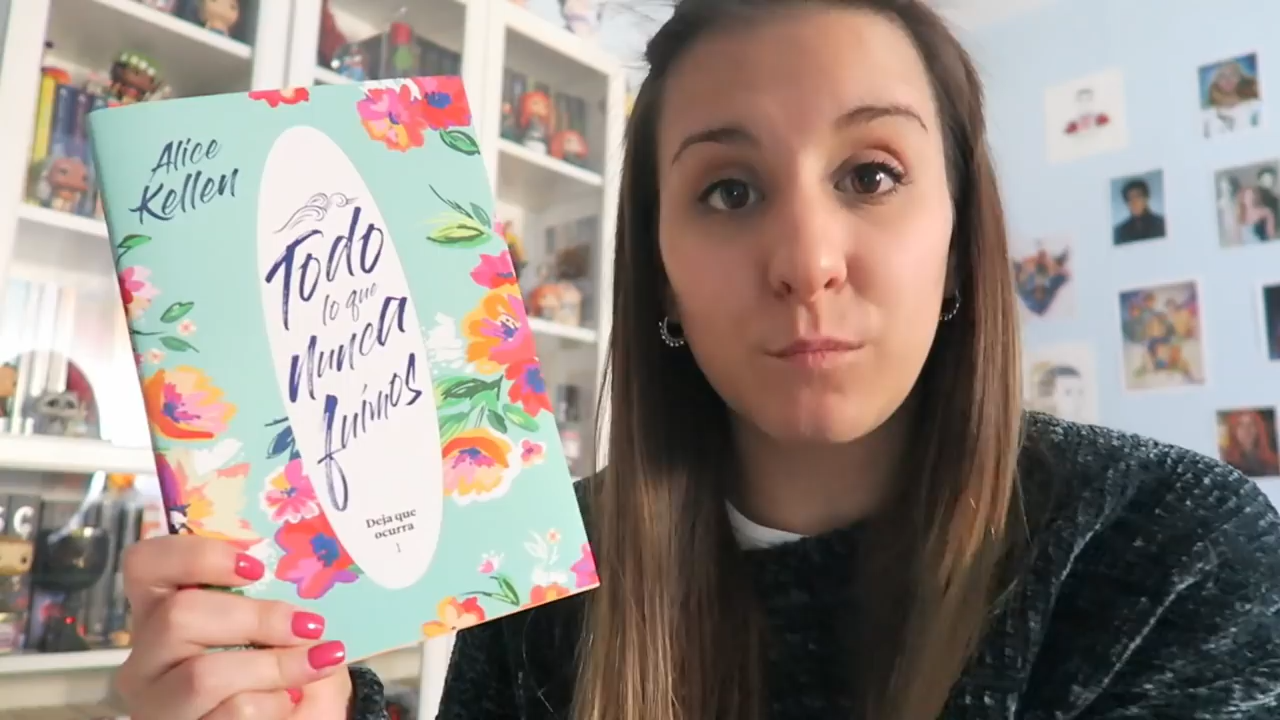 Alice
Kellen
Todo
lo que
nunca
fuimos
Deja que
ocurra
1